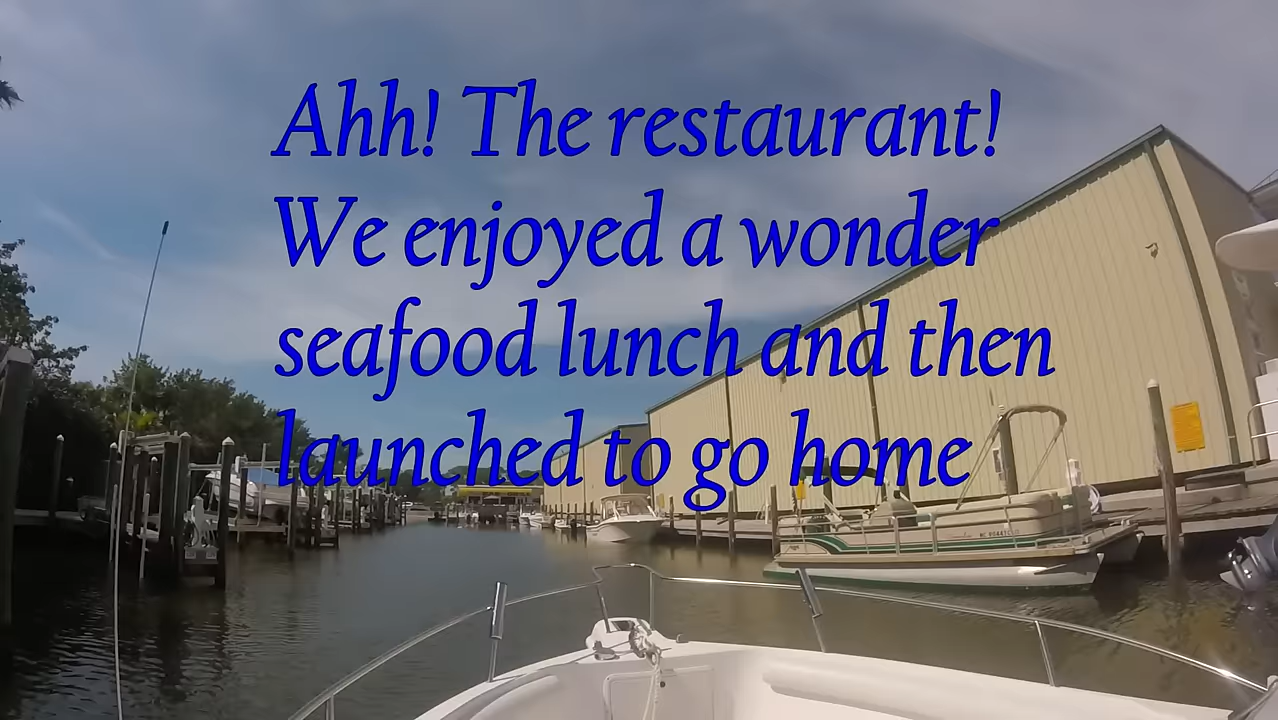 Ahh! The restaurant!
We enjoyed a wonder
seafood lunch and then
launched to go home